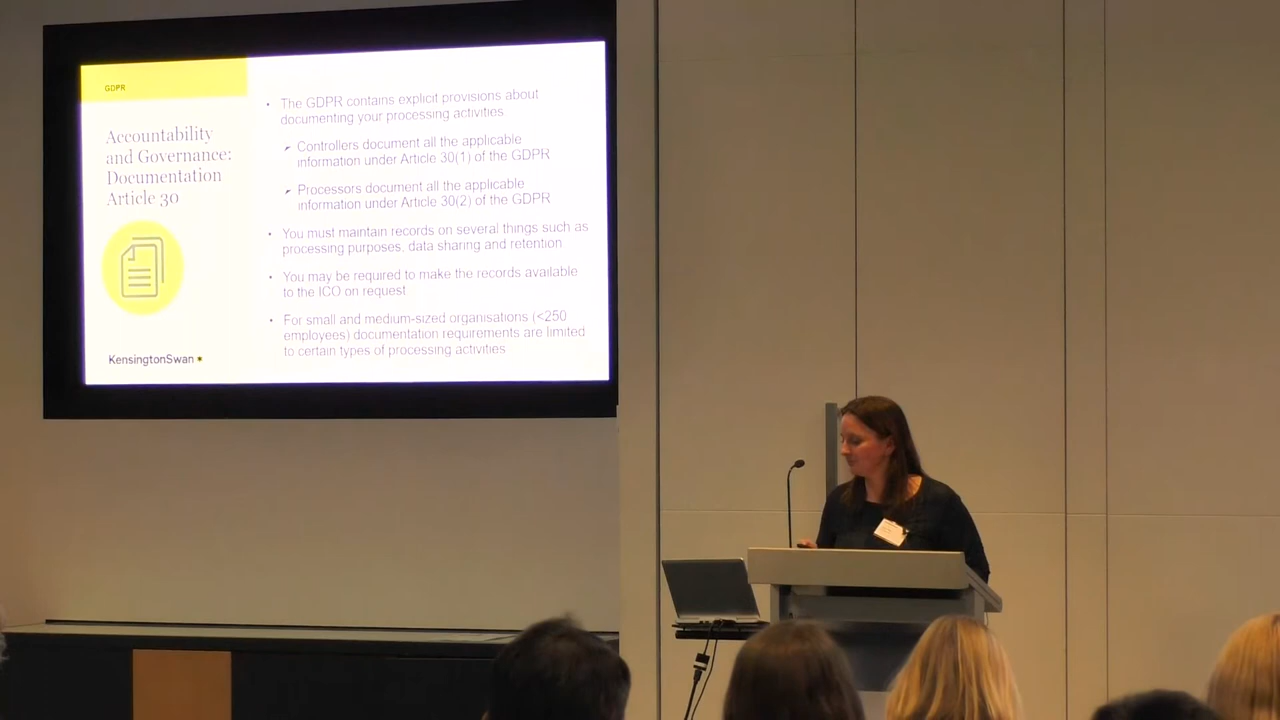 GDPR
Accountability
and Governance:
Documentation
Article 30
KensingtonSwan
• The GDPR contains explicit provisions about
documenting your processing activities
Controllers document all the applicable
information under Article 30(1) of the GDPR
Processors document all the applicable
information under Article 30(2) of the GDPR
• You must maintain records on several things such as
processing purposes, data sharing and retention
• You may be required to make the records available
to the ICO on request
• For small and medium-sized organisations (<250
employees) documentation requirements are limited
to certain types of processing activities